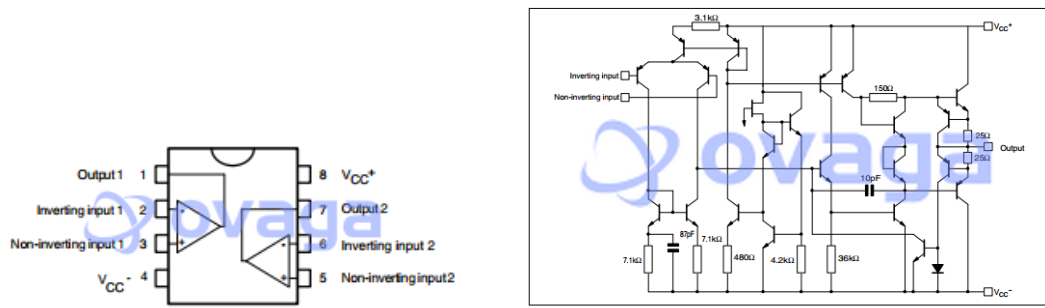 Output 1 1
Inverting input 1 2
Non-inverting input 1 3
VCC- 4
8 VCC+
7 Output 2
6 Inverting input 2
5 Non-inverting input 2
-
+
-
+
ovaga
3.1kΩ
VCC+
Inverting input
Non-inverting input
150Ω
25Ω
Output
25Ω
10pF
87pF
7.1kΩ
7.1kΩ
480Ω
4.2kΩ
36kΩ
VCC-
ovaga